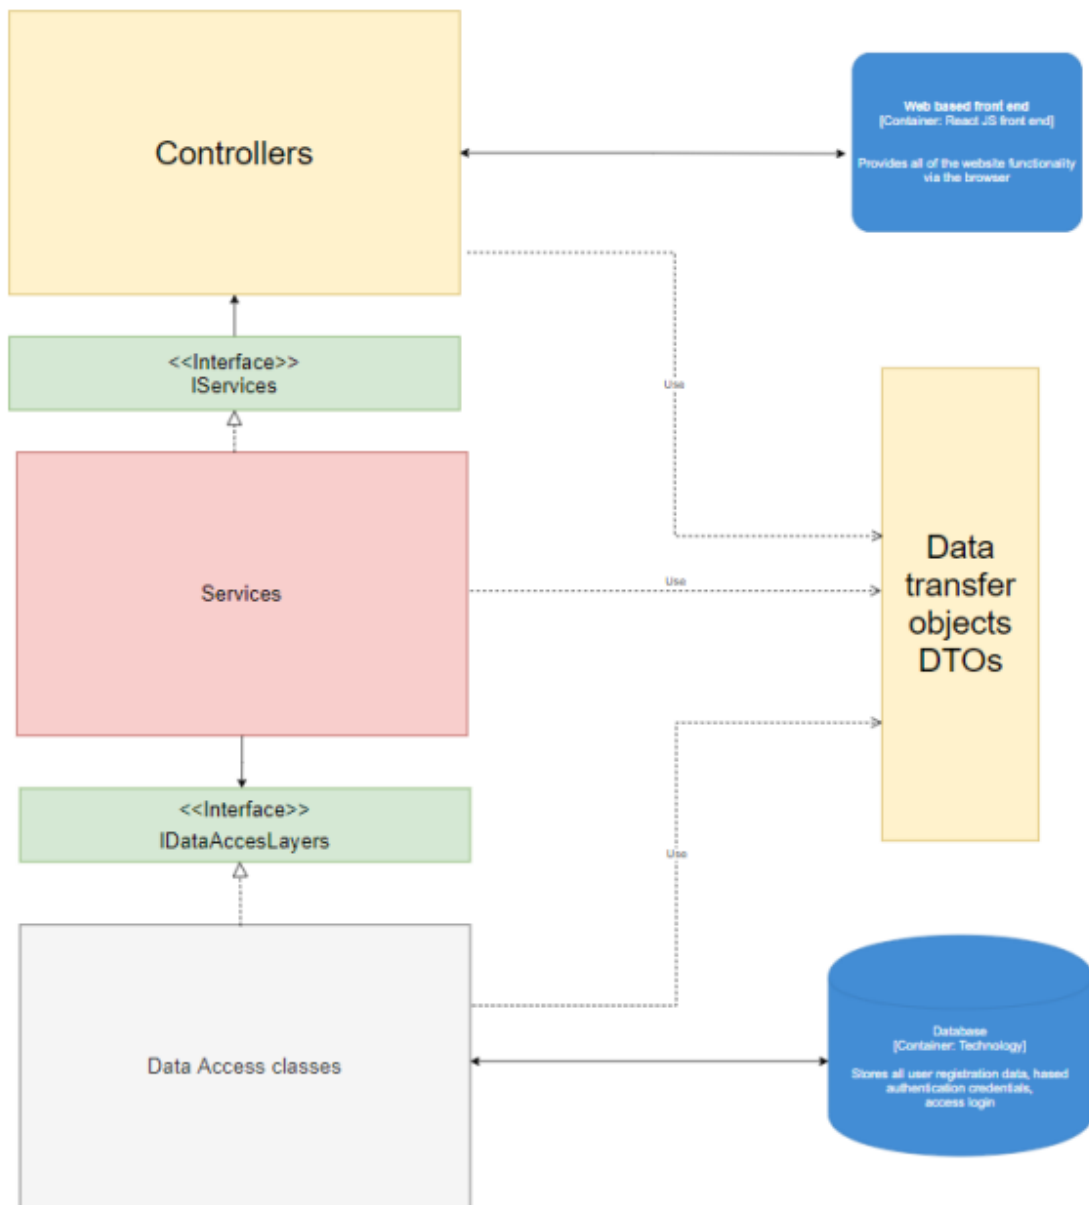 Controllers
Web based front end
[Container: React JS front end]
Provides all of the website functionality
via the browser
<<Interface>>
IServices
Use
Services
Use
Data
transfer
objects
DTOs
<<Interface>>
IDataAccesLayers
Use
Data Access classes
Database
[Container: Technology]
Stores all user registration data, hased
authentication credentials,
access login